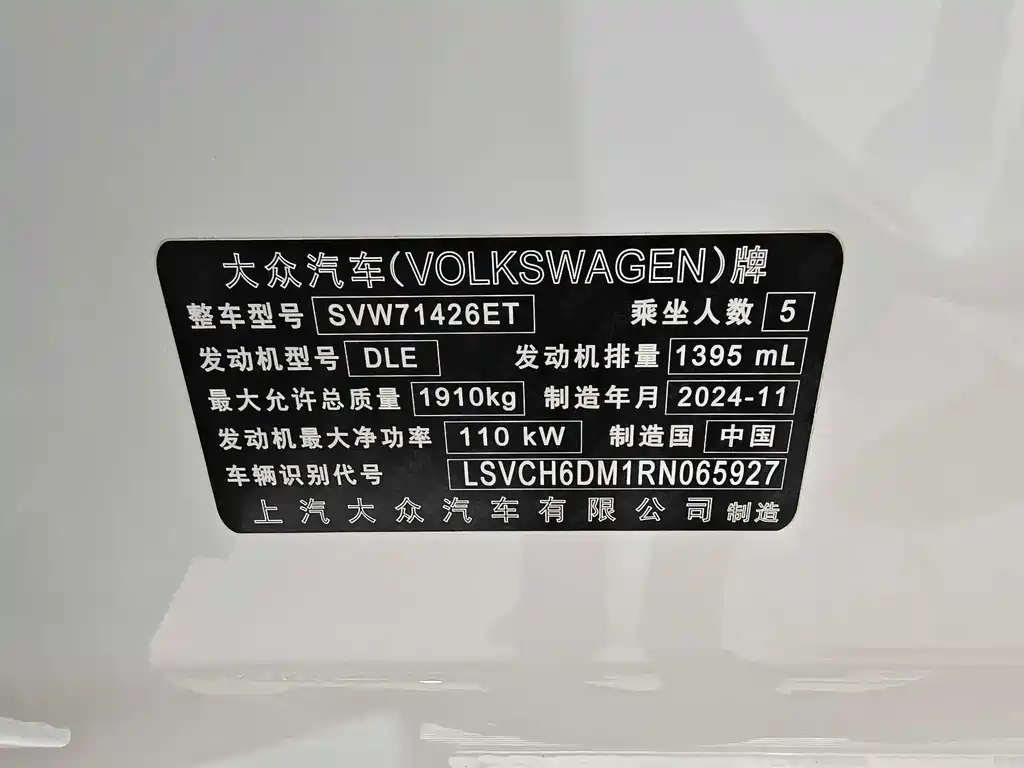 大众汽车(VOLKSWAGEN)牌
整车型号 SVW71426ET 乘坐人数 5
发动机型号 DLE 发动机排量 1395 mL
最大允许总质量 1910kg 制造年月 2024-11
发动机最大净功率 110 kW 制造国 中国
车辆识别代号 LSVCH6DM1RN065927
上汽大众汽车有限公司 制造